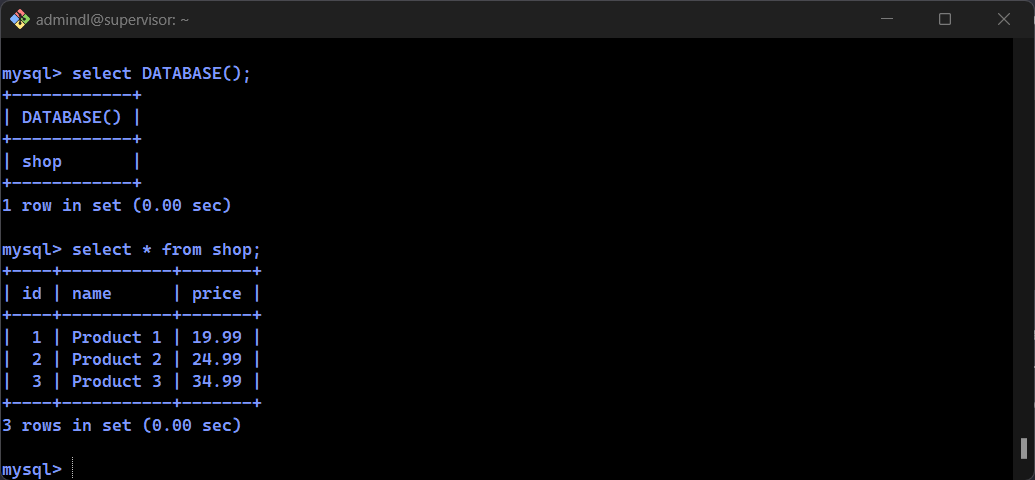 admindl@supervisor: ~
mysql> select DATABASE();
+------------+
| DATABASE() |
+------------+
| shop       |
+------------+
1 row in set (0.00 sec)
mysql> select * from shop;
+----+-----------+-------+
| id | name      | price |
+----+-----------+-------+
|  1 | Product 1 | 19.99 |
|  2 | Product 2 | 24.99 |
|  3 | Product 3 | 34.99 |
+----+-----------+-------+
3 rows in set (0.00 sec)
mysql>